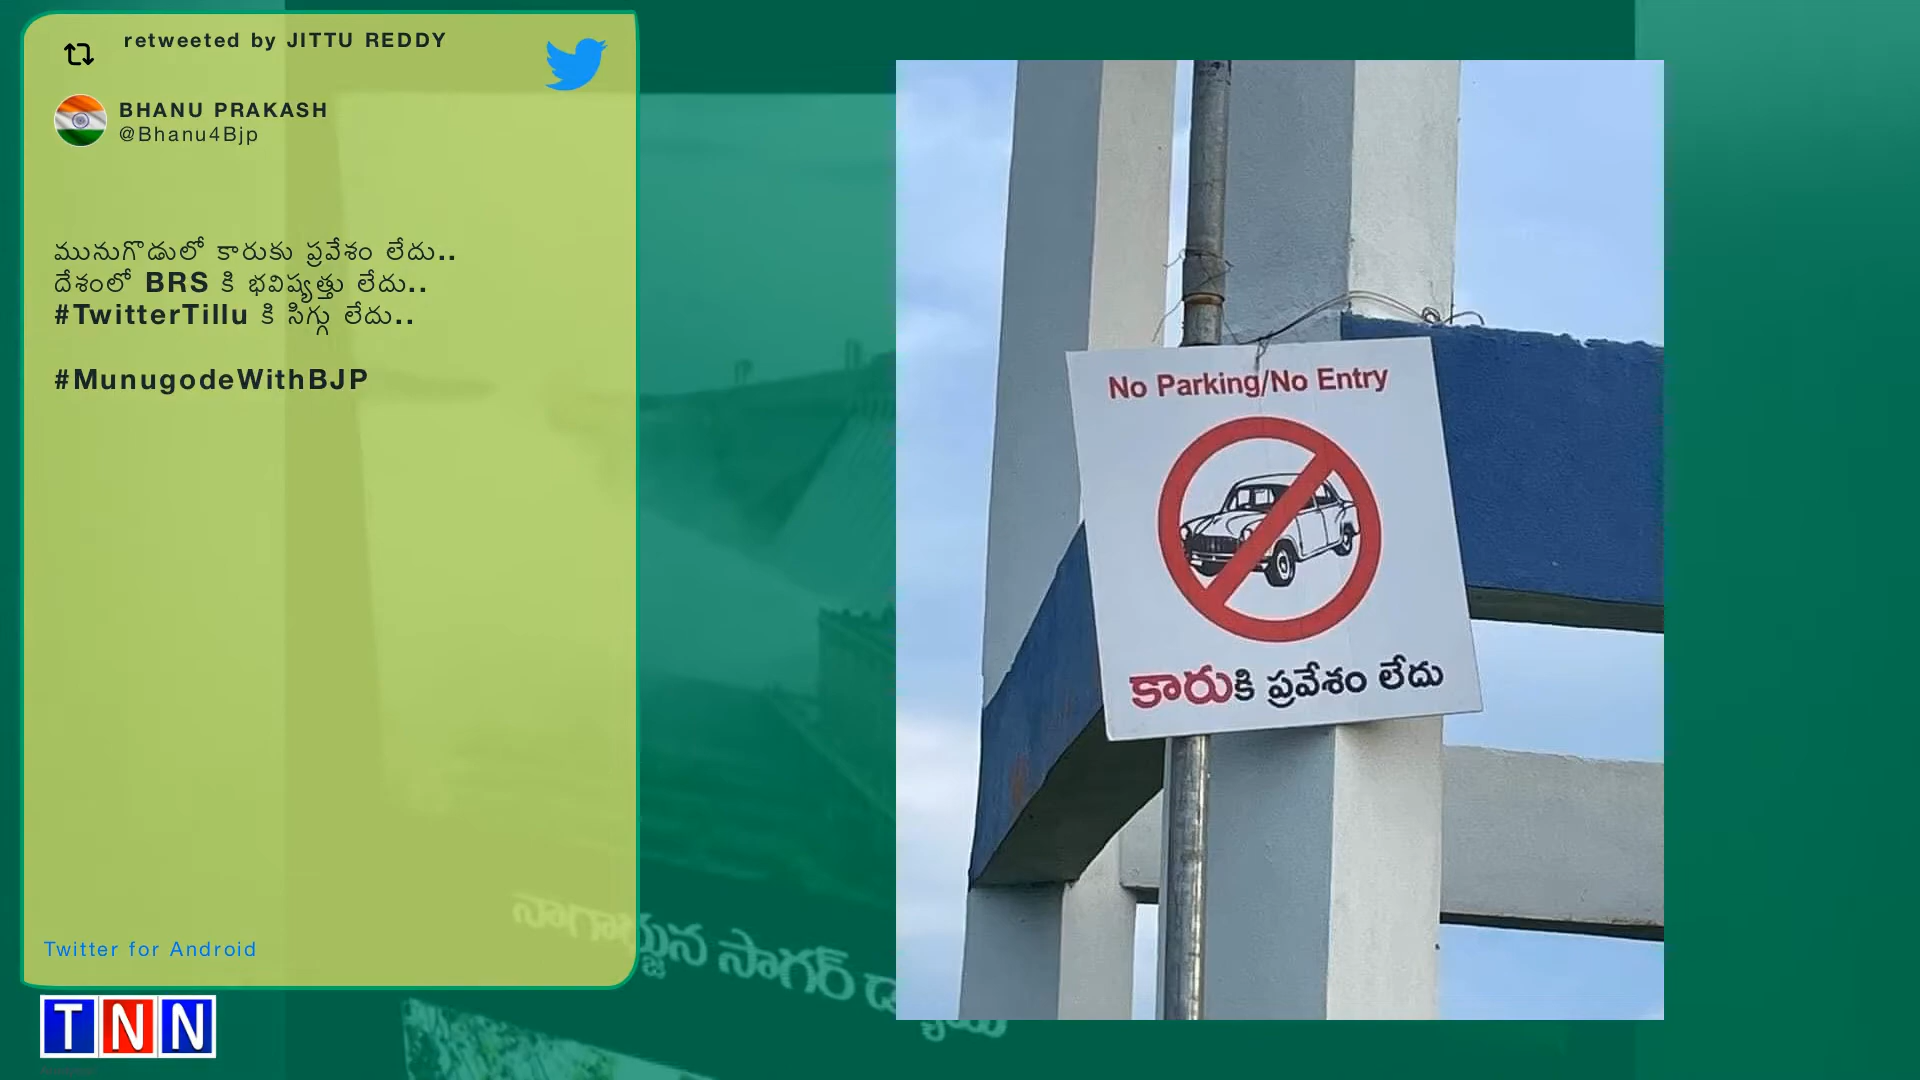 retweeted by JITTU REDDY
BHANU PRAKASH
@Bhanu4Bjp
మునుగొడులో కారుకు ప్రవేశం లేదు..
దేశంలో BRS కి భవిష్యత్తు లేదు..
#TwitterTillu కి సిగ్గు లేదు..
#MunugodeWithBJP
Twitter for Android
No Parking/No Entry
కారుకి ప్రవేశం లేదు
నాగార్జున సాగర్
TNN